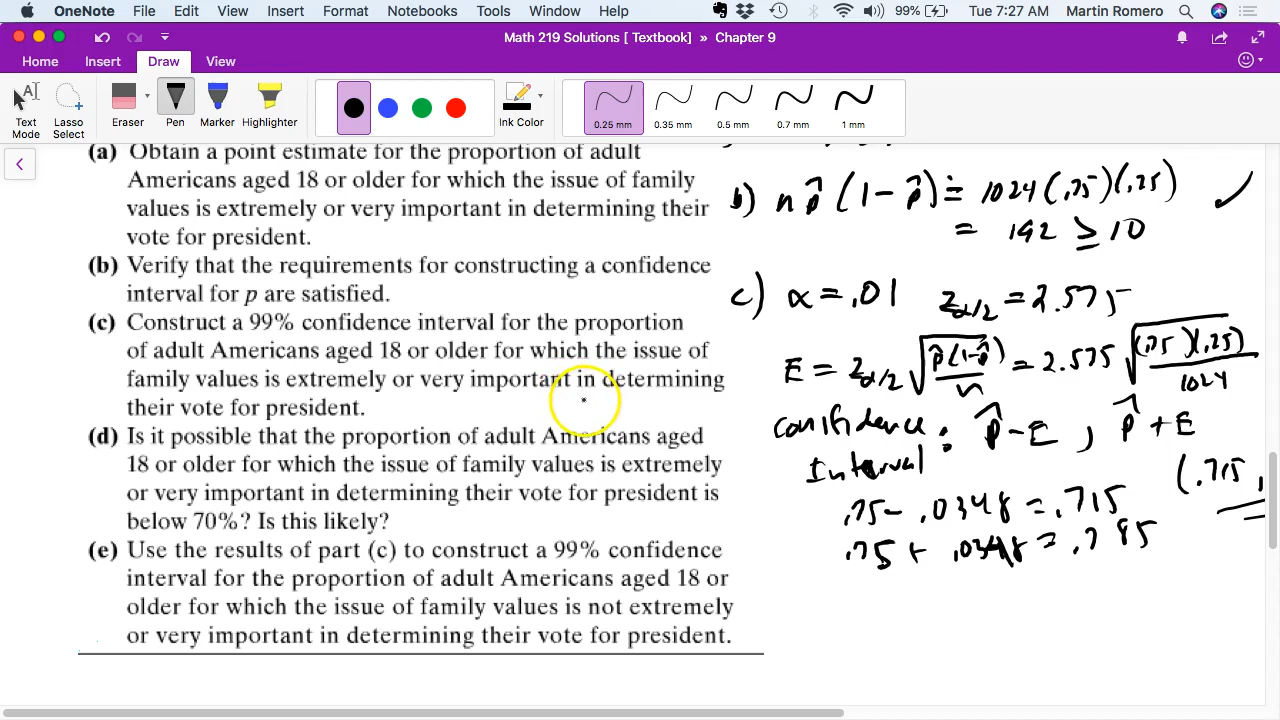 OneNote File Edit View Insert Format Notebooks Tools Window Help 99% Tue 7:27 AM Martin Romero
Math 219 Solutions [ Textbook] » Chapter 9
Home Insert Draw View
A
Text Mode
Lasso Select
Eraser
Pen
Marker
Highlighter
Ink Color
0.25 mm
0.35 mm
0.5 mm
0.7 mm
1 mm
(a) Obtain a point estimate for the proportion of adult
Americans aged 18 or older for which the issue of family
values is extremely or very important in determining their
vote for president.
(b) Verify that the requirements for constructing a confidence
interval for p are satisfied.
(c) Construct a 99% confidence interval for the proportion
of adult Americans aged 18 or older for which the issue of
family values is extremely or very important in determining
their vote for president.
(d) Is it possible that the proportion of adult Americans aged
18 or older for which the issue of family values is extremely
or very important in determining their vote for president is
below 70%? Is this likely?
(e) Use the results of part (c) to construct a 99% confidence
interval for the proportion of adult Americans aged 18 or
older for which the issue of family values is not extremely
or very important in determining their vote for president.
b) n p̂ (1 - p̂) ≐ 1024 (.75)(.25) ✓
= 192 ≥ 10
c) α = .01 z α/2 = 2.575
E = z α/2 √(p̂(1-p̂)/n) = 2.575 √((.75)(.25)/1024)
confidence Interval : p̂ - E , p̂ + E
(.715,
.75 - .0348 = .715
.75 + .0348 = .785